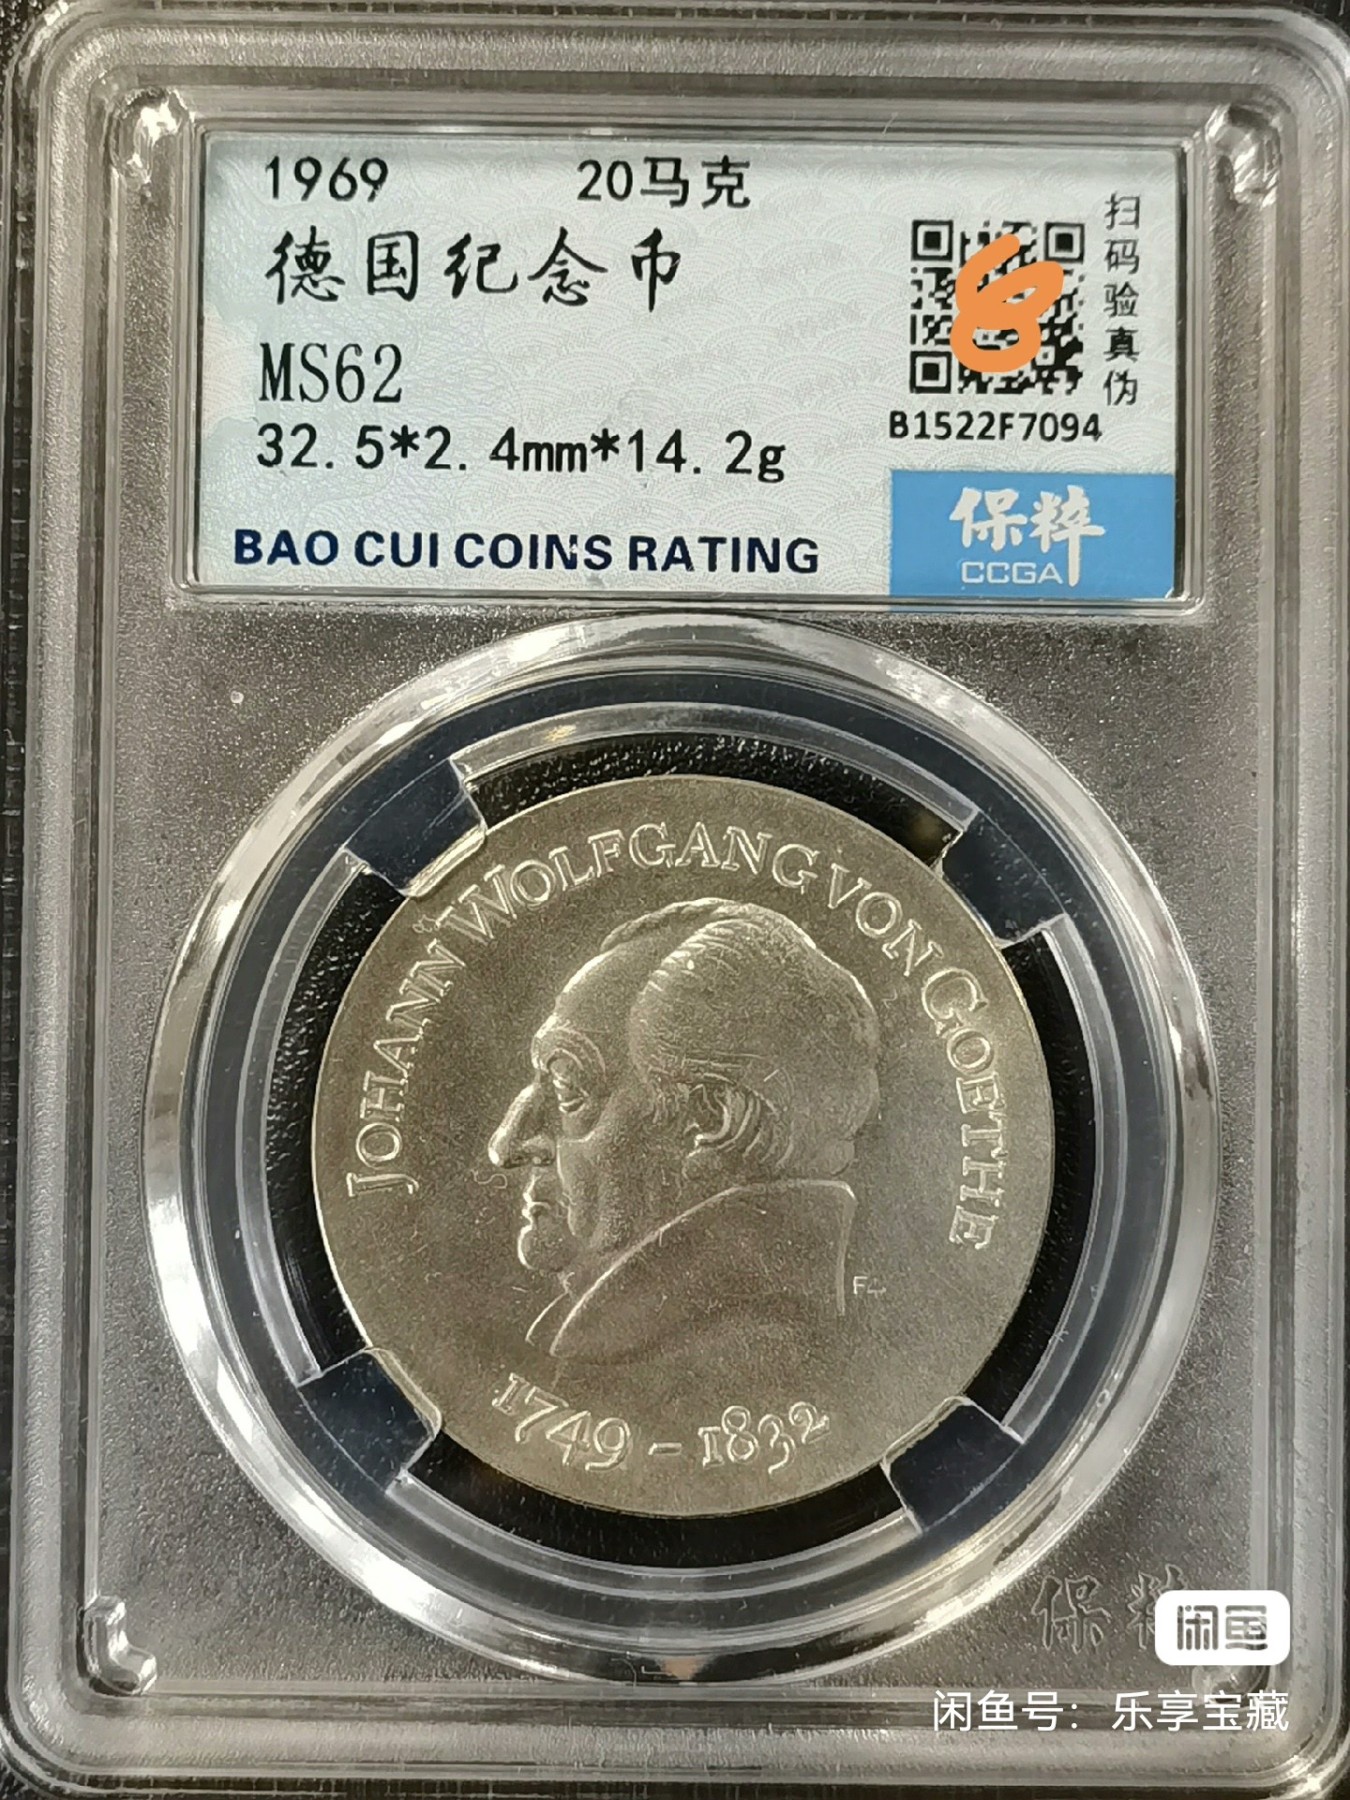 1969 20马克
德国纪念币
MS62
32.5*2.4mm*14.2g
BAO CUI COINS RATING
扫码验真伪
8
B1522F7094
保粹
CCGA
JOHANN WOLFGANG VON GOETHE
1749-1832
保粹
闲鱼
闲鱼号：乐享宝藏